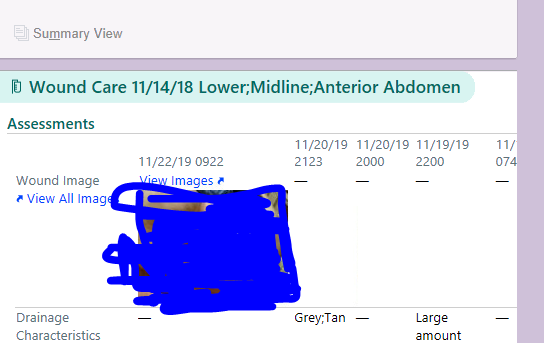 Summary View
Wound Care 11/14/18 Lower;Midline;Anterior Abdomen
Assessments
11/20/19 11/20/19 11/19/19 11/
11/22/19 0922 2123 2000 2200 074
Wound Image View Images — — — —
View All Image
Drainage — Grey;Tan — Large —
Characteristics amount